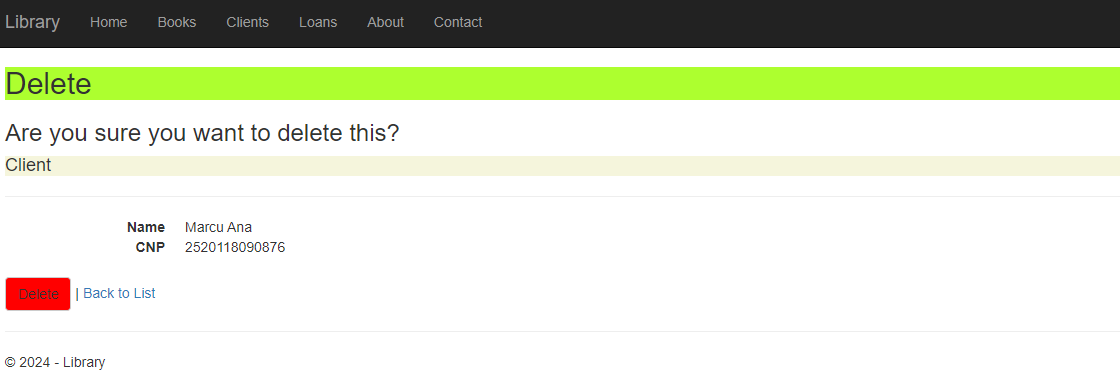 Library Home Books Clients Loans About Contact
Delete
Are you sure you want to delete this?
Client
Name Marcu Ana
CNP 2520118090876
Delete | Back to List
© 2024 - Library